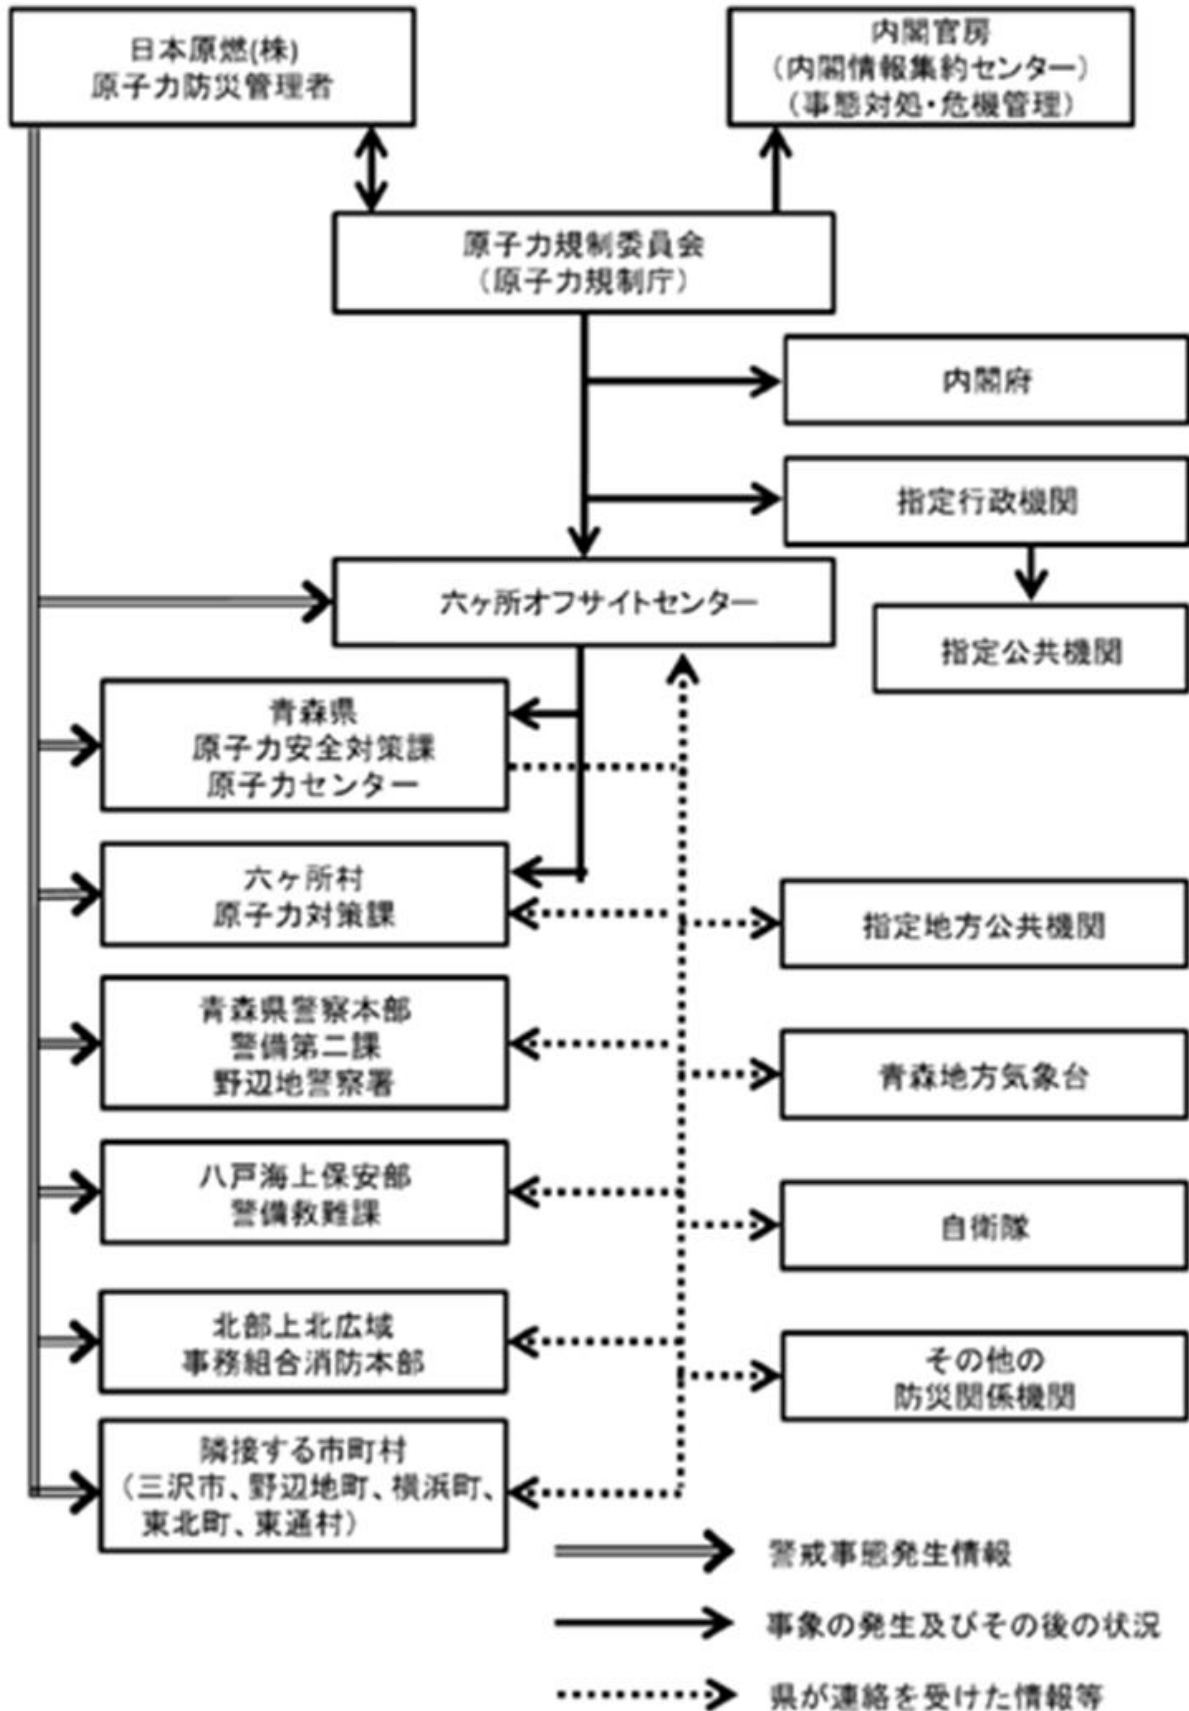 日本原燃(株)
原子力防災管理者
内閣官房
(内閣情報集約センター)
(事態対処・危機管理)
原子力規制委員会
(原子力規制庁)
内閣府
指定行政機関
六ヶ所オフサイトセンター
指定公共機関
青森県
原子力安全対策課
原子力センター
六ヶ所村
原子力対策課
指定地方公共機関
青森県警察本部
警備第二課
野辺地警察署
青森地方気象台
八戸海上保安部
警備救難課
自衛隊
北部上北広域
事務組合消防本部
その他の
防災関係機関
隣接する市町村
(三沢市、野辺地町、横浜町、
東北町、東通村)
警戒事態発生情報
事象の発生及びその後の状況
県が連絡を受けた情報等